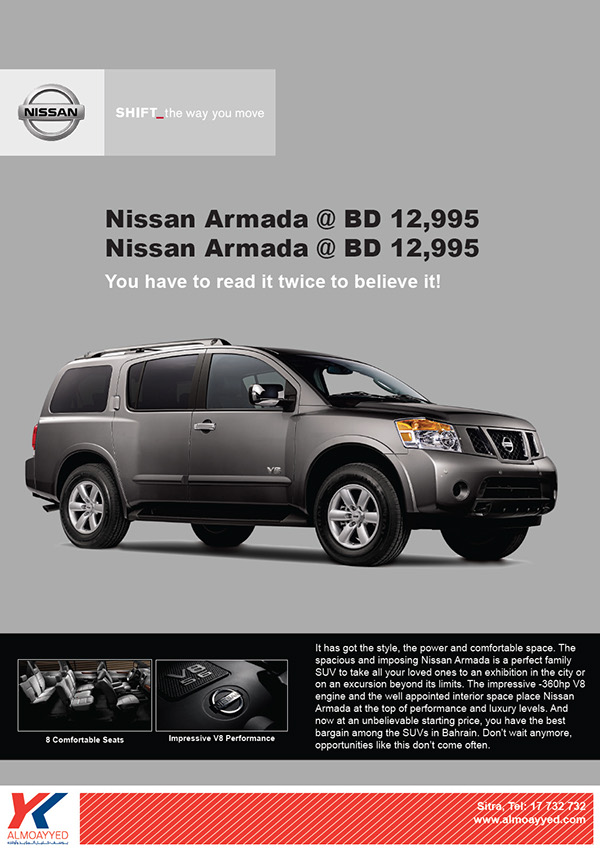 NISSAN
SHIFT_the way you move
Nissan Armada @ BD 12,995
Nissan Armada @ BD 12,995
You have to read it twice to believe it!
V8
It has got the style, the power and comfortable space. The
spacious and imposing Nissan Armada is a perfect family
SUV to take all your loved ones to an exhibition in the city or
on an excursion beyond its limits. The impressive -360hp V8
engine and the well appointed interior space place Nissan
Armada at the top of performance and luxury levels. And
now at an unbelievable starting price, you have the best
bargain among the SUVs in Bahrain. Don't wait anymore,
opportunities like this don't come often.
V8
5.6
8 Comfortable Seats
Impressive V8 Performance
ALMOAYYED
Sitra, Tel: 17 732 732
www.almoayyed.com